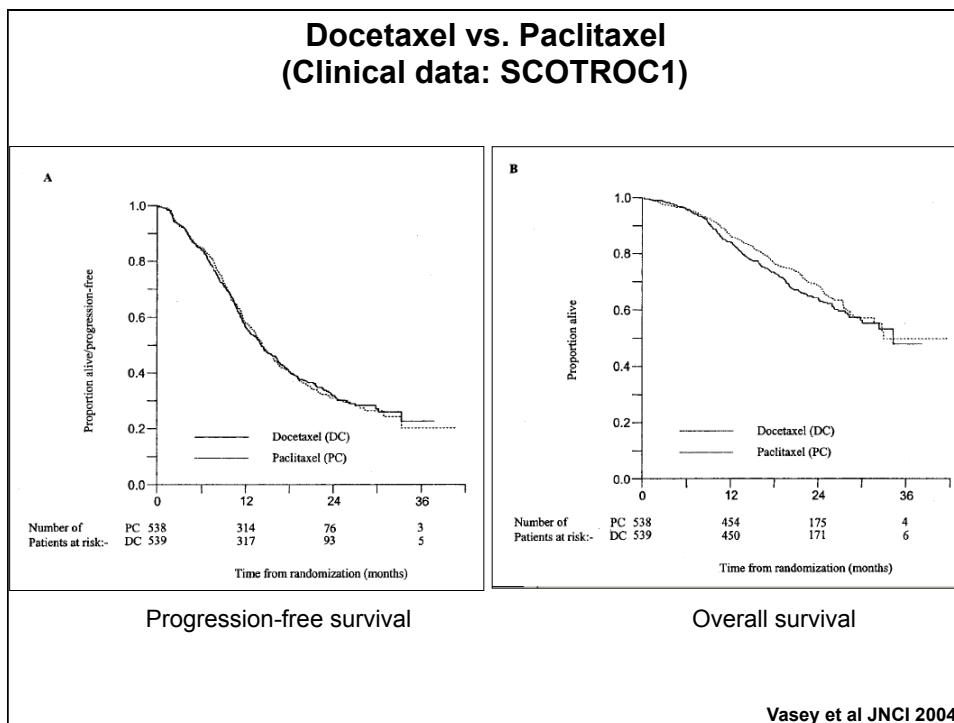 Docetaxel vs. Paclitaxel
(Clinical data: SCOTROC1)
A
1.0
0.8
0.6
0.4
0.2
0.0
Proportion alive/progression-free
Docetaxel (DC)
Paclitaxel (PC)
0 12 24 36
Number of PC 538 314 76 3
Patients at risk:- DC 539 317 93 5
Time from randomization (months)
B
1.0
0.8
0.6
0.4
0.2
0.0
Proportion alive
Docetaxel (DC)
Paclitaxel (PC)
0 12 24 36
Number of PC 538 454 175 4
Patients at risk:- DC 539 450 171 6
Time from randomization (months)
Progression-free survival
Overall survival
Vasey et al JNCI 2004